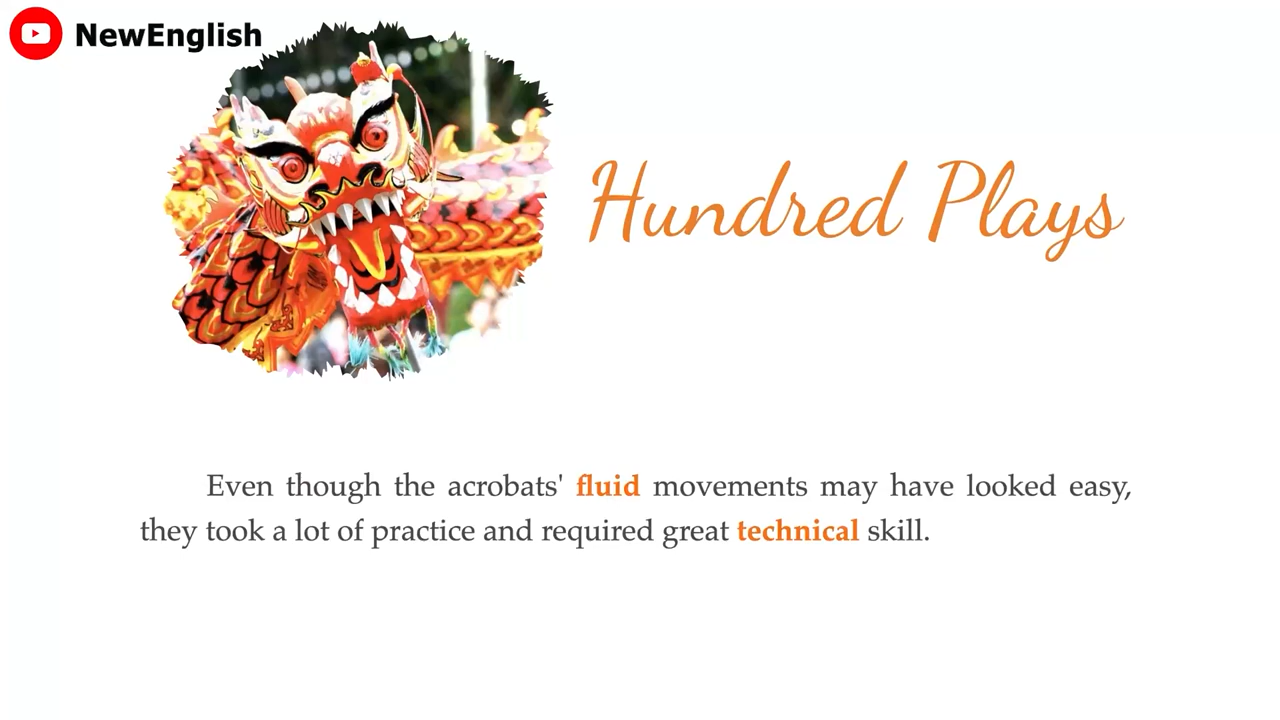 NewEnglish
Hundred Plays
Even though the acrobats' fluid movements may have looked easy,
they took a lot of practice and required great technical skill.